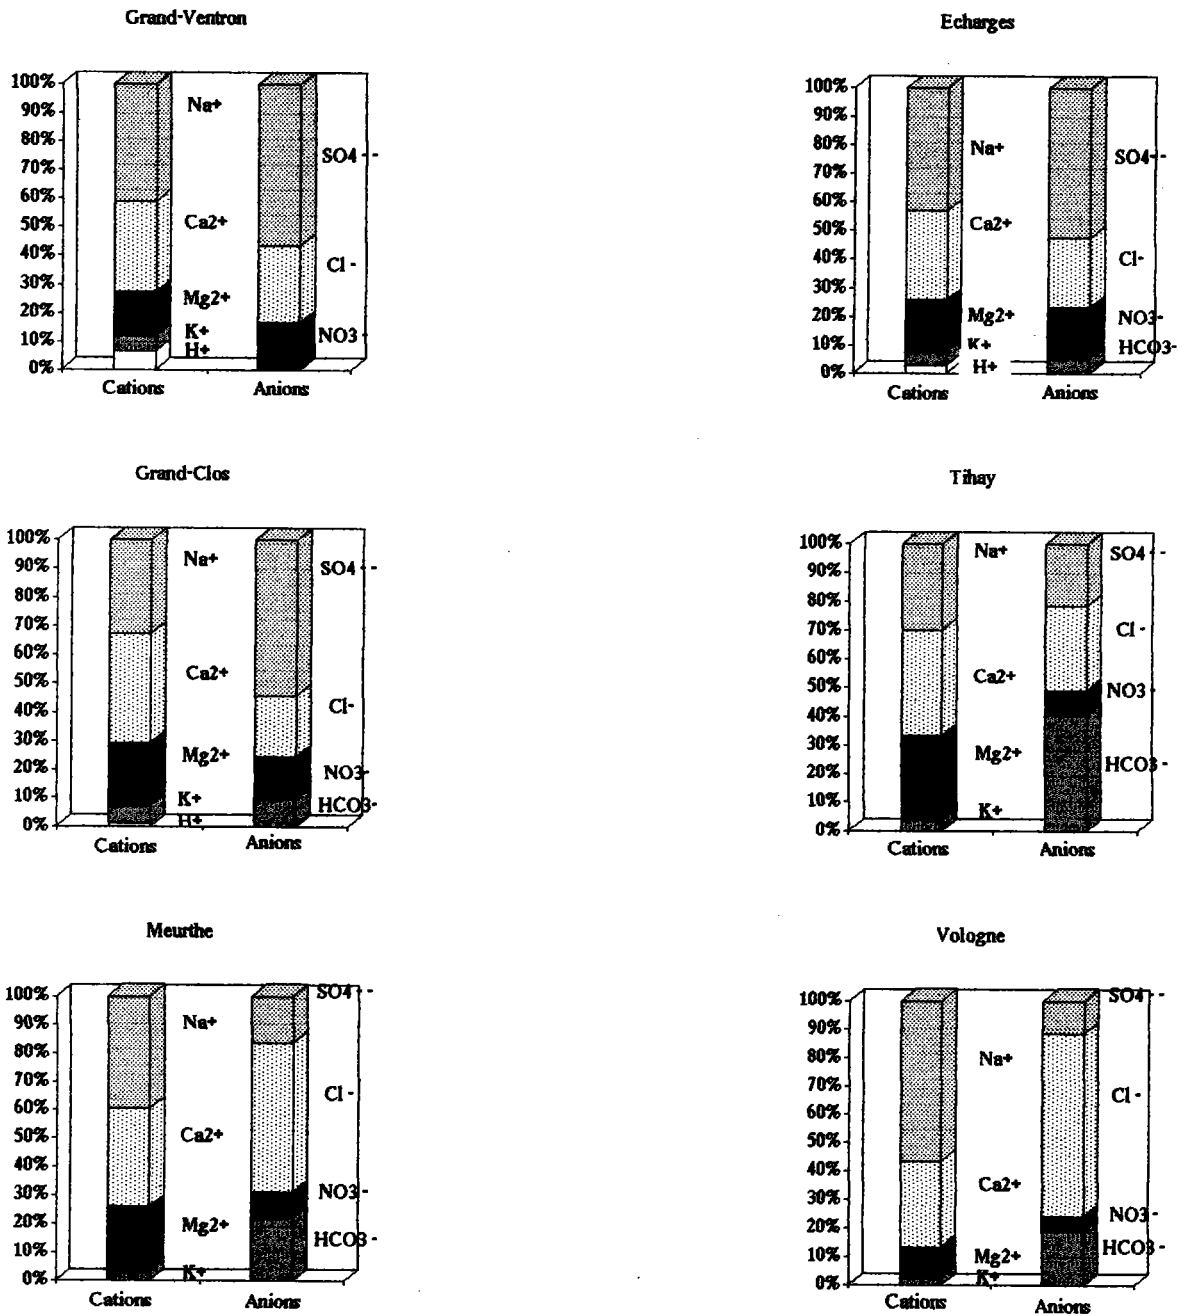 Grand-Ventron
100%
90%
80%
70%
60%
50%
40%
30%
20%
10%
0%
Na+
Ca2+
Mg2+
K+
H+
SO4 - -
Cl -
NO3 -
Cations
Anions
Echarges
100%
90%
80%
70%
60%
50%
40%
30%
20%
10%
0%
Na+
Ca2+
Mg2+
K+
H+
SO4 - -
Cl-
NO3-
HCO3-
Cations
Anions
Grand-Clos
100%
90%
80%
70%
60%
50%
40%
30%
20%
10%
0%
Na+
Ca2+
Mg2+
K+
H+
SO4 - -
Cl-
NO3-
HCO3-
Cations
Anions
Tihay
100%
90%
80%
70%
60%
50%
40%
30%
20%
10%
0%
Na+
Ca2+
Mg2+
K+
SO4 - -
Cl -
NO3 -
HCO3 -
Cations
Anions
Meurthe
100%
90%
80%
70%
60%
50%
40%
30%
20%
10%
0%
Na+
Ca2+
Mg2+
K+
SO4 - -
Cl -
NO3 -
HCO3 -
Cations
Anions
Vologne
100%
90%
80%
70%
60%
50%
40%
30%
20%
10%
0%
Na+
Ca2+
Mg2+
K+
SO4 - -
Cl -
NO3 -
HCO3 -
Cations
Anions